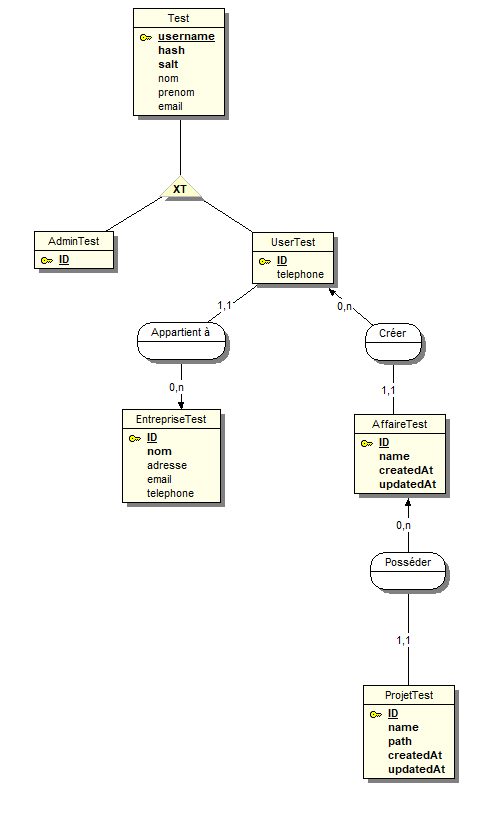 Test
username
hash
salt
nom
prenom
email
XT
AdminTest
ID
UserTest
ID
telephone
1,1
0,n
Appartient à
Créer
0,n
1,1
EntrepriseTest
ID
nom
adresse
email
telephone
AffaireTest
ID
name
createdAt
updatedAt
0,n
Posséder
1,1
ProjetTest
ID
name
path
createdAt
updatedAt